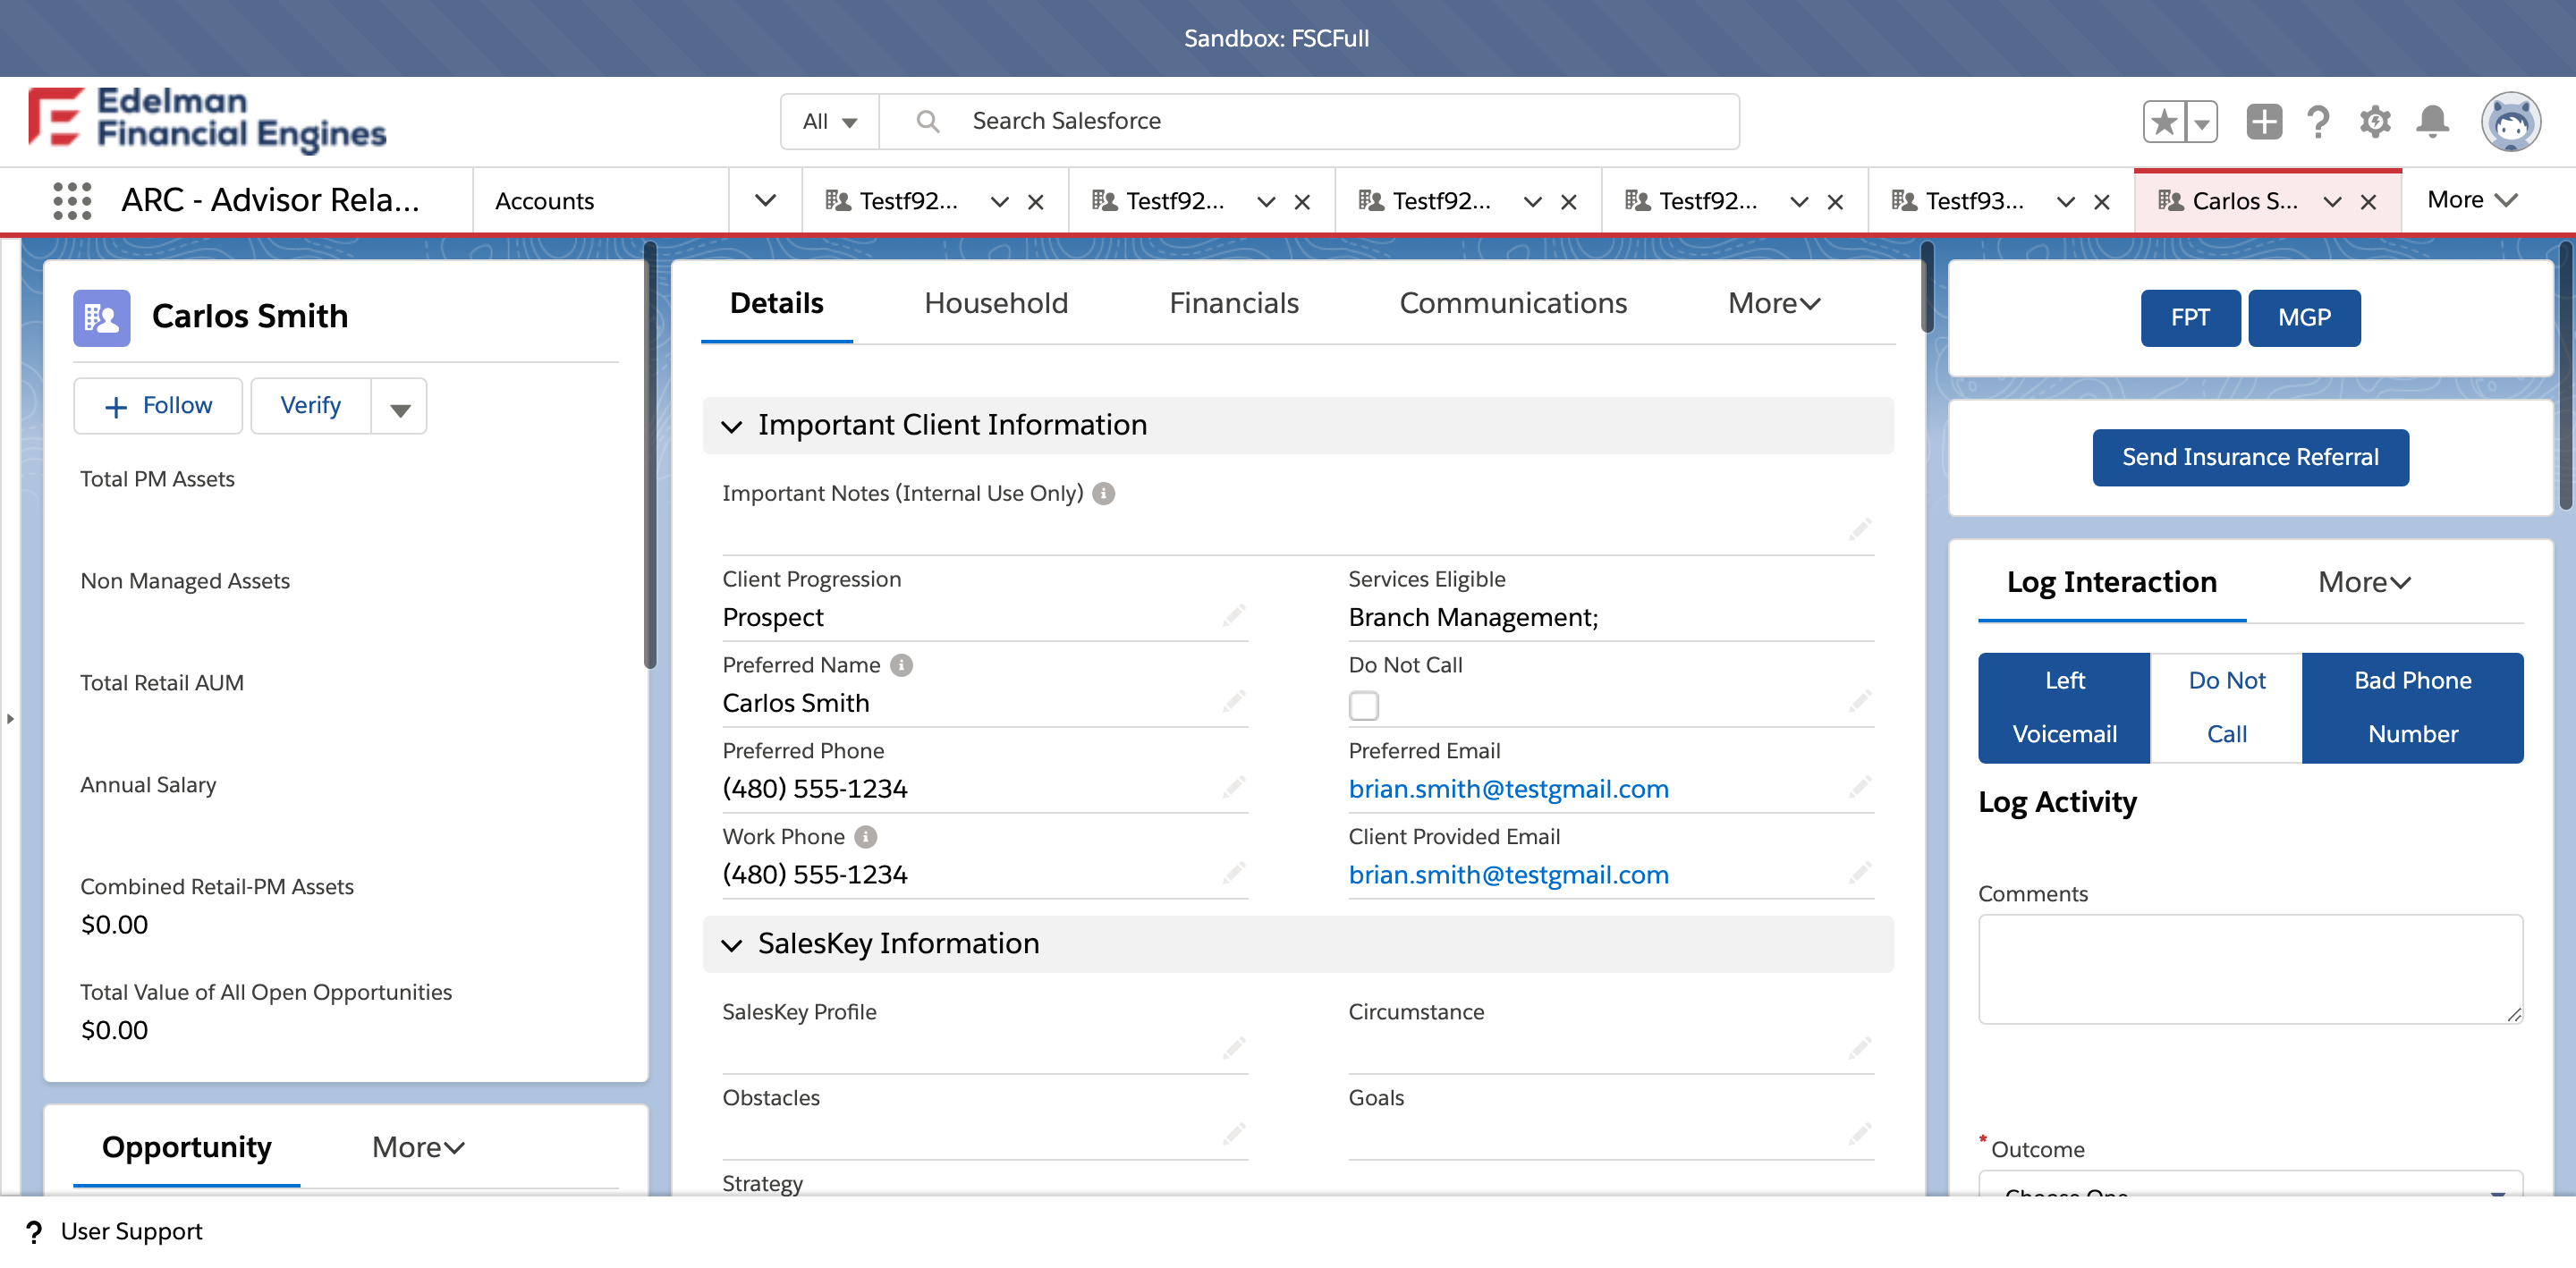 Sandbox: FSCFull
Edelman
Financial Engines
All
Search Salesforce
ARC - Advisor Rela...
Accounts
Testf92...
Testf92...
Testf92...
Testf92...
Testf93...
Carlos S...
More
Carlos Smith
Follow
Verify
Total PM Assets
Non Managed Assets
Total Retail AUM
Annual Salary
Combined Retail-PM Assets
$0.00
Total Value of All Open Opportunities
$0.00
Opportunity
More
Details
Household
Financials
Communications
More
Important Client Information
Important Notes (Internal Use Only)
Client Progression
Prospect
Services Eligible
Branch Management;
Preferred Name
Carlos Smith
Do Not Call
Preferred Phone
(480) 555-1234
Preferred Email
brian.smith@testgmail.com
Work Phone
(480) 555-1234
Client Provided Email
brian.smith@testgmail.com
SalesKey Information
SalesKey Profile
Circumstance
Obstacles
Goals
Strategy
FPT
MGP
Send Insurance Referral
Log Interaction
More
Left
Voicemail
Do Not
Call
Bad Phone
Number
Log Activity
Comments
* Outcome
Choose One
? User Support